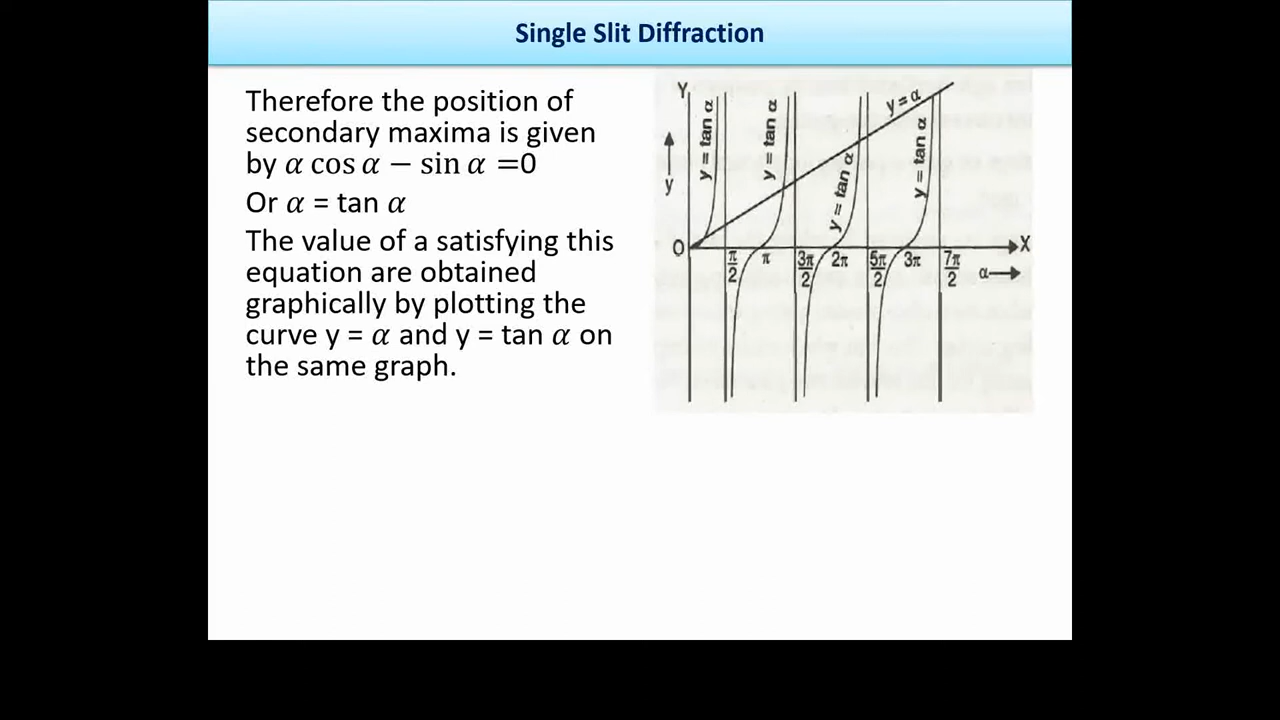 Single Slit Diffraction
Therefore the position of
secondary maxima is given
by α cos α − sin α =0
Or α = tan α
The value of a satisfying this
equation are obtained
graphically by plotting the
curve y = α and y = tan α on
the same graph.
Y
y
y = tan α
y = tan α
y = tan α
y = α
y = tan α
O
π/2
π
3π/2
2π
5π/2
3π
7π/2
X
α